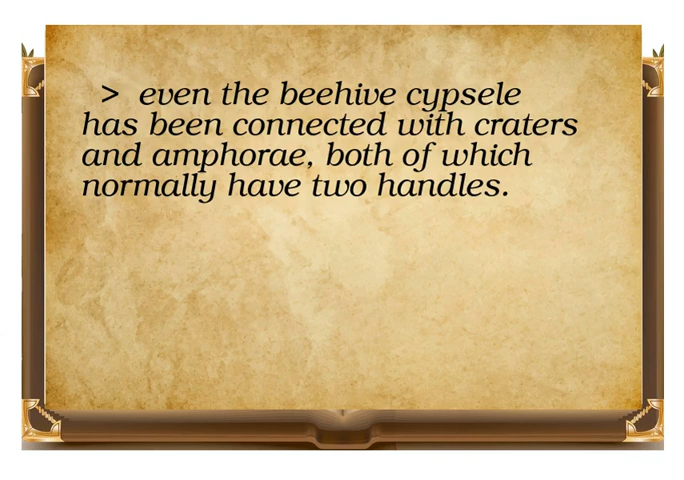 > even the beehive cypsele
has been connected with craters
and amphorae, both of which
normally have two handles.